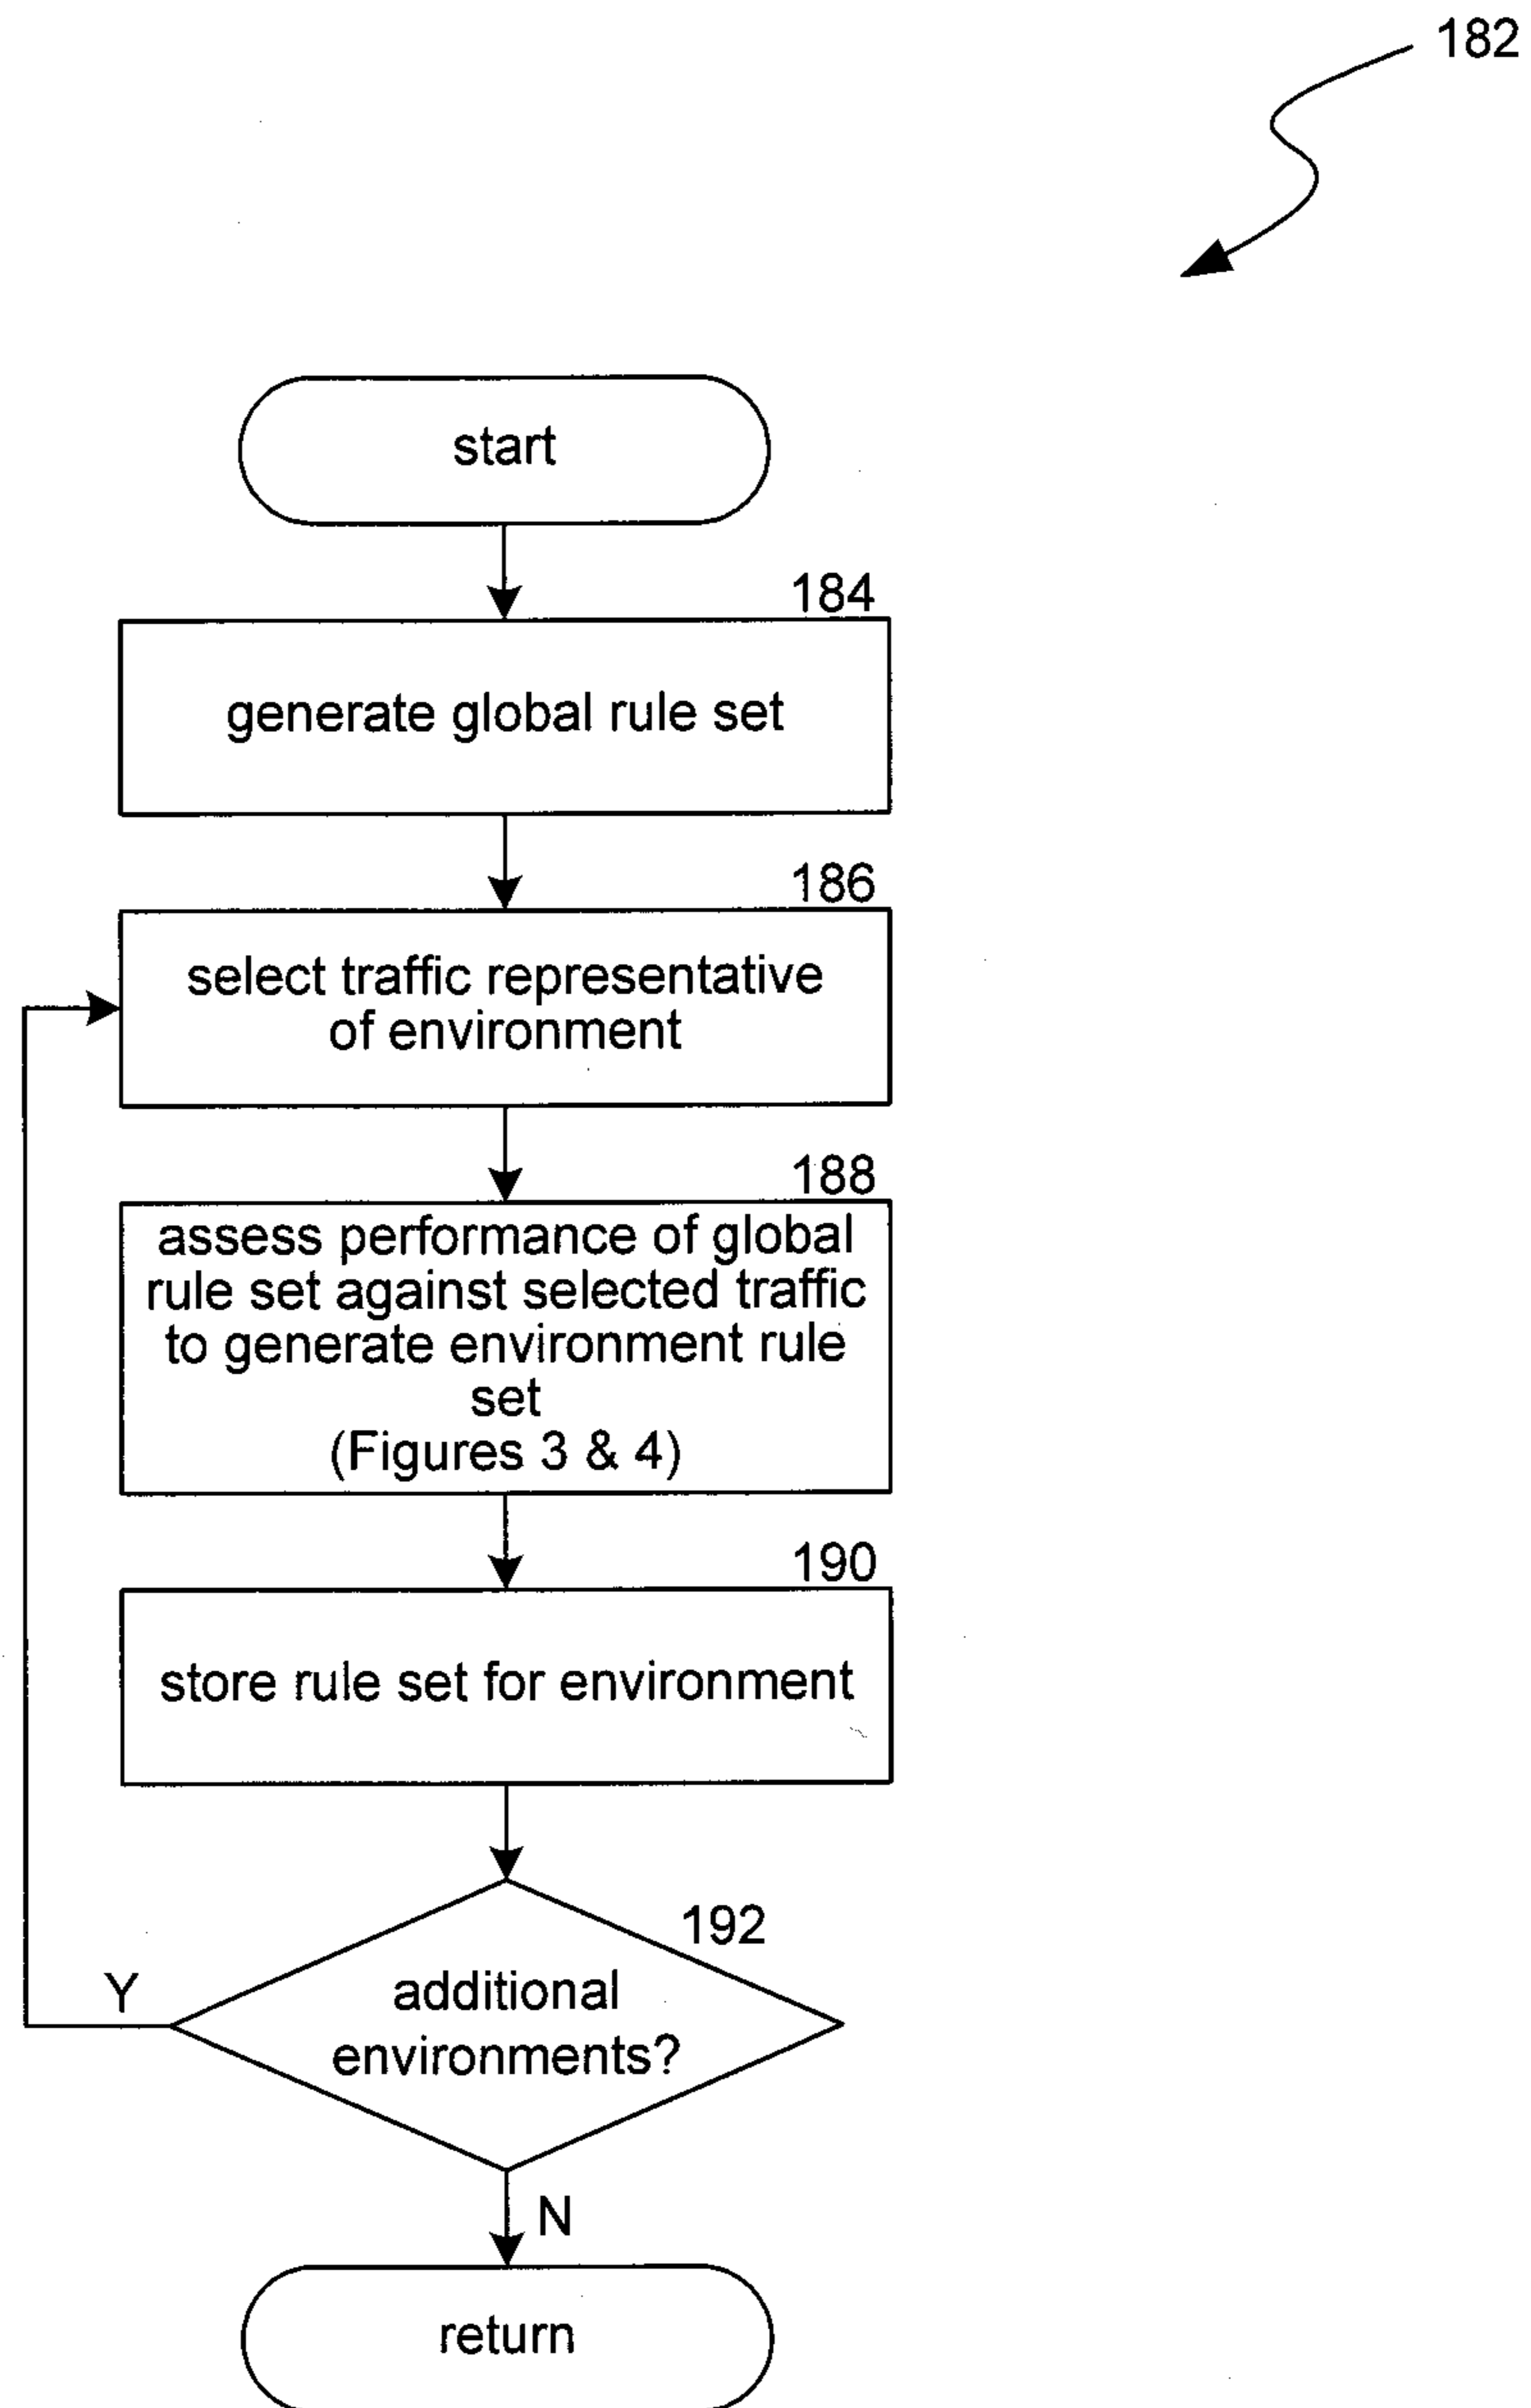 182
start
184
generate global rule set
186
select traffic representative
of environment
188
assess performance of global
rule set against selected traffic
to generate environment rule
set
(Figures 3 & 4)
190
store rule set for environment
192
additional
environments?
Y
N
return